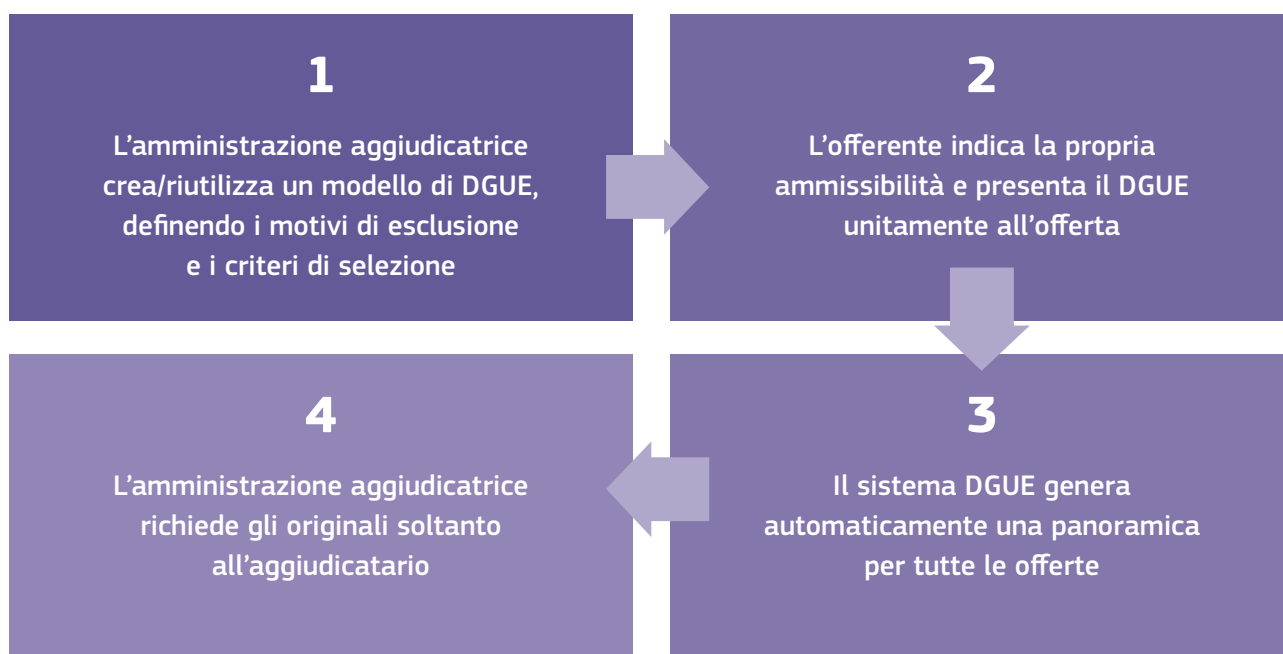 1
L’amministrazione aggiudicatrice
crea/riutilizza un modello di DGUE,
definendo i motivi di esclusione
e i criteri di selezione
2
L’offerente indica la propria
ammissibilità e presenta il DGUE
unitamente all’offerta
3
Il sistema DGUE genera
automaticamente una panoramica
per tutte le offerte
4
L’amministrazione aggiudicatrice
richiede gli originali soltanto
all’aggiudicatario